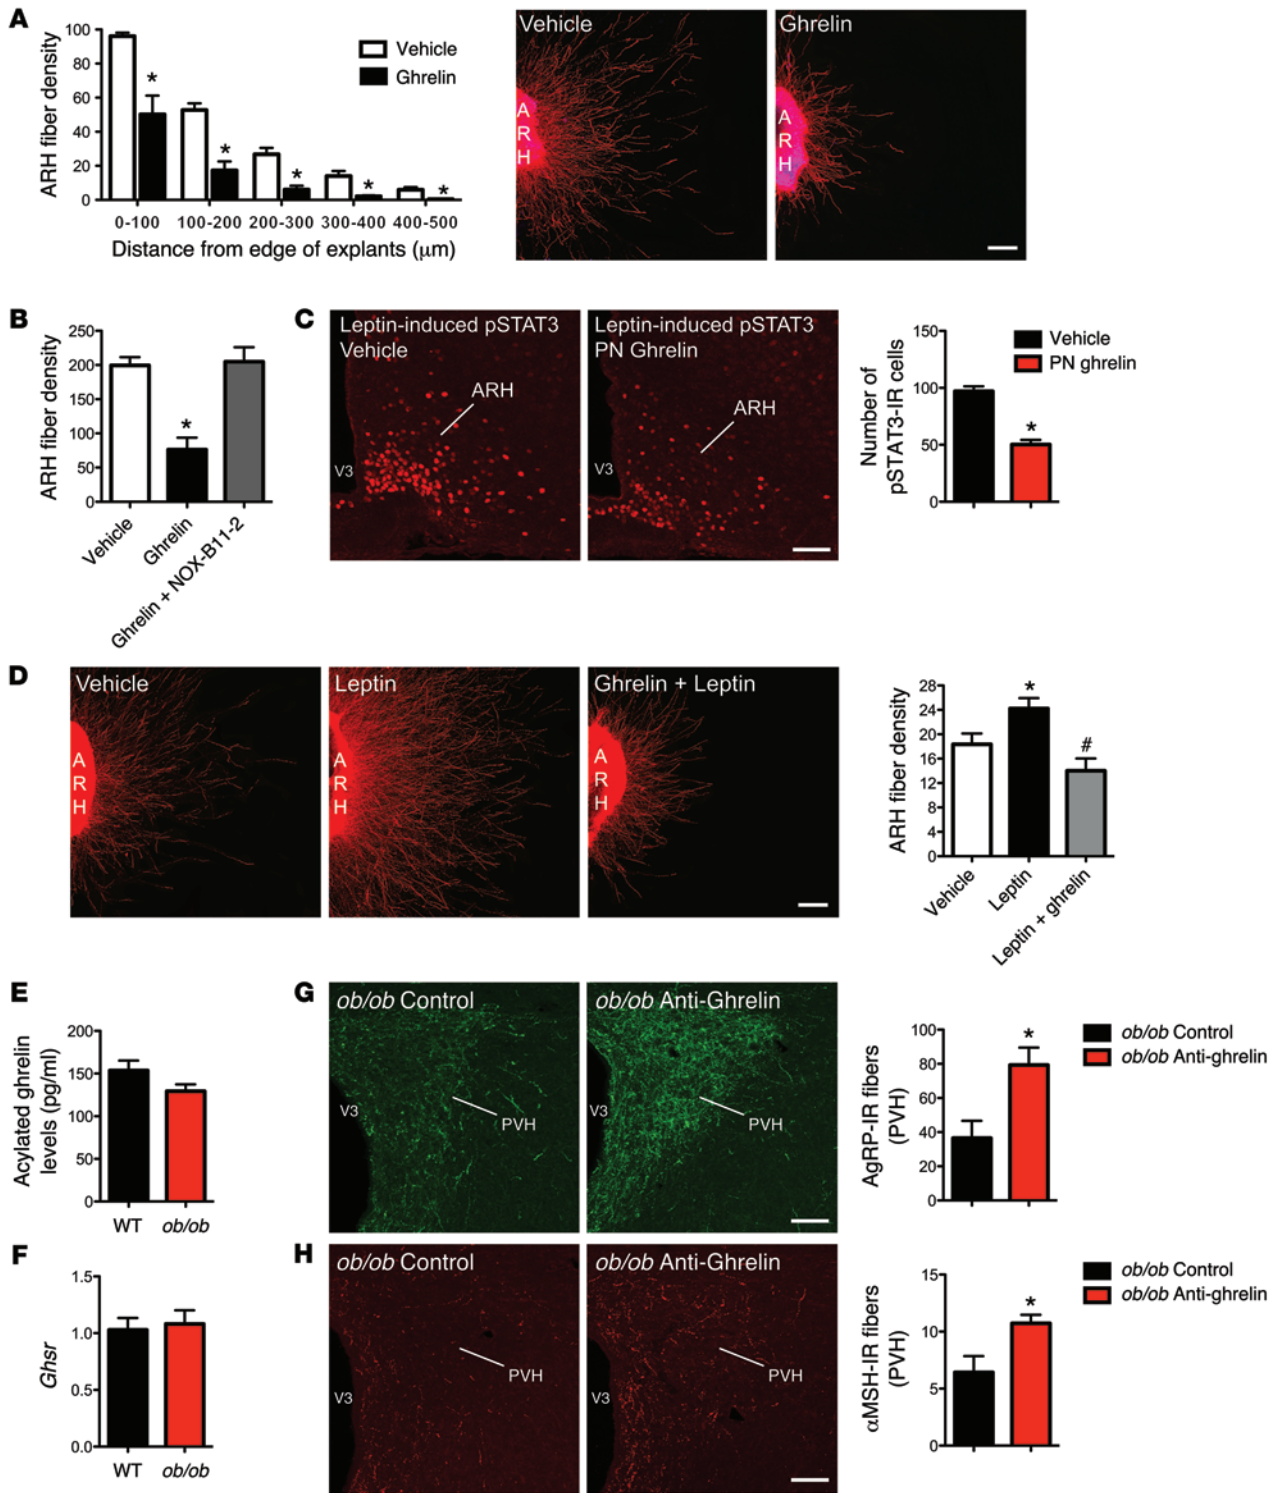 A
ARH fiber density
100
80
60
40
20
0
*
*
*
*
*
0-100
100-200
200-300
300-400
400-500
Distance from edge of explants (μm)
Vehicle
Ghrelin
Vehicle
A
R
H
Ghrelin
A
R
H
B
ARH fiber density
250
200
150
100
50
0
*
Vehicle
Ghrelin
Ghrelin + NOX-B11-2
C
Leptin-induced pSTAT3
Vehicle
ARH
V3
Leptin-induced pSTAT3
PN Ghrelin
ARH
V3
Number of
pSTAT3-IR cells
150
100
50
0
*
Vehicle
PN ghrelin
D
Vehicle
A
R
H
Leptin
A
R
H
Ghrelin + Leptin
A
R
H
ARH fiber density
28
24
20
16
12
8
4
0
*
#
Vehicle
Leptin
Leptin + ghrelin
E
Acylated ghrelin
levels (pg/ml)
200
150
100
50
0
WT
ob/ob
G
ob/ob Control
V3
PVH
ob/ob Anti-Ghrelin
V3
PVH
AgRP-IR fibers
(PVH)
100
80
60
40
20
0
*
ob/ob Control
ob/ob Anti-ghrelin
F
Ghsr
1.5
1.0
0.5
0.0
WT
ob/ob
H
ob/ob Control
V3
PVH
ob/ob Anti-Ghrelin
V3
PVH
αMSH-IR fibers
(PVH)
15
10
5
0
*
ob/ob Control
ob/ob Anti-ghrelin